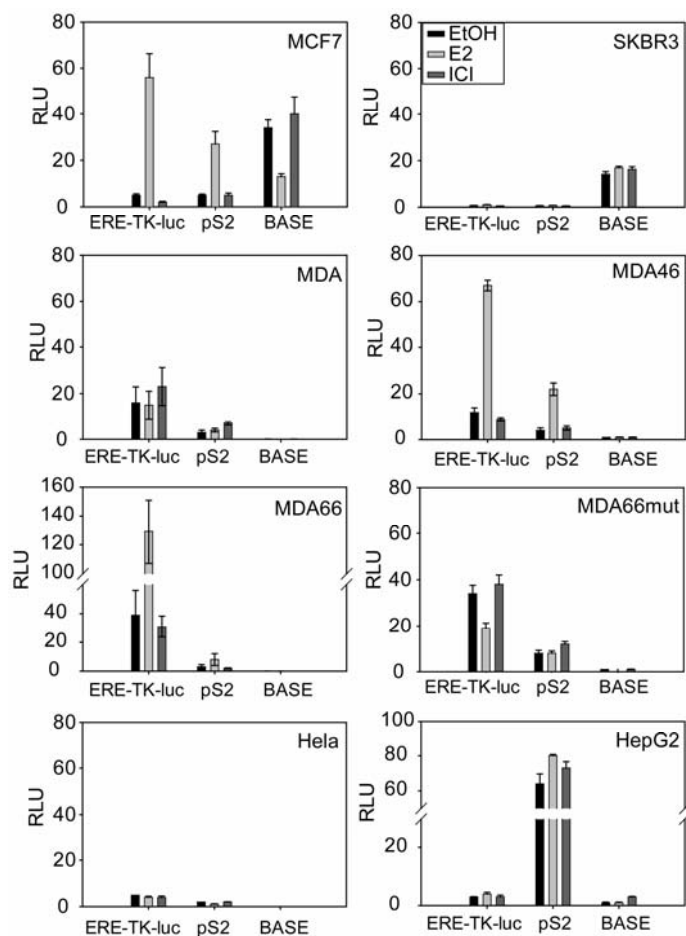 80
MCF7
60
40
20
0
RLU
ERE-TK-luc pS2 BASE
EtOH
E2
ICI
SKBR3
80
60
40
20
0
RLU
ERE-TK-luc pS2 BASE
MDA
80
60
40
20
0
RLU
ERE-TK-luc pS2 BASE
MDA46
80
60
40
20
0
RLU
ERE-TK-luc pS2 BASE
MDA66
160
140
120
100
40
20
0
RLU
ERE-TK-luc pS2 BASE
MDA66mut
80
60
40
20
0
RLU
ERE-TK-luc pS2 BASE
Hela
80
60
40
20
0
RLU
ERE-TK-luc pS2 BASE
HepG2
100
80
60
20
0
RLU
ERE-TK-luc pS2 BASE